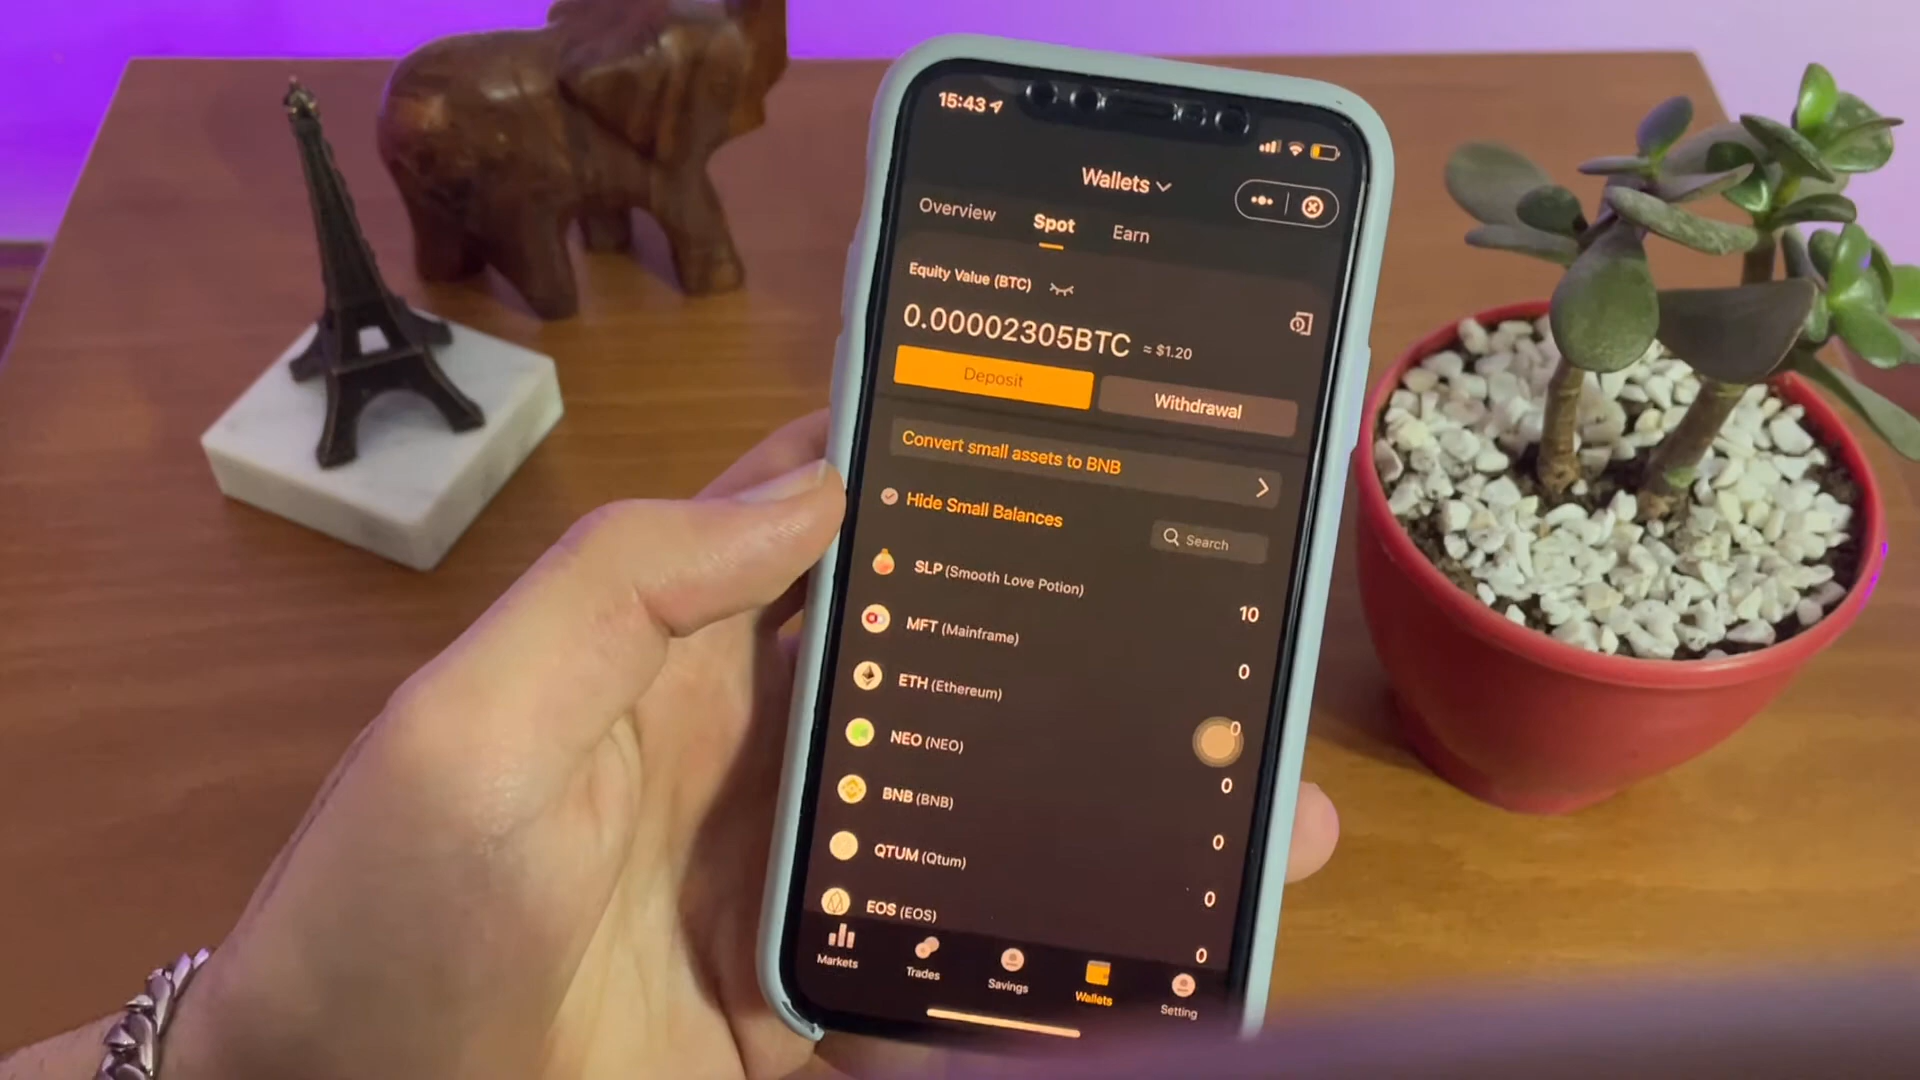 15:43
Wallets
Overview Spot Earn
Equity Value (BTC)
0.00002305BTC ≈ $1.20
Deposit Withdrawal
Convert small assets to BNB
Hide Small Balances
Search
SLP (Smooth Love Potion) 10
MFT (Mainframe) 0
ETH (Ethereum) 0
NEO (NEO) 0
BNB (BNB) 0
QTUM (Qtum) 0
EOS (EOS) 0
Markets Trades Savings Wallets Setting